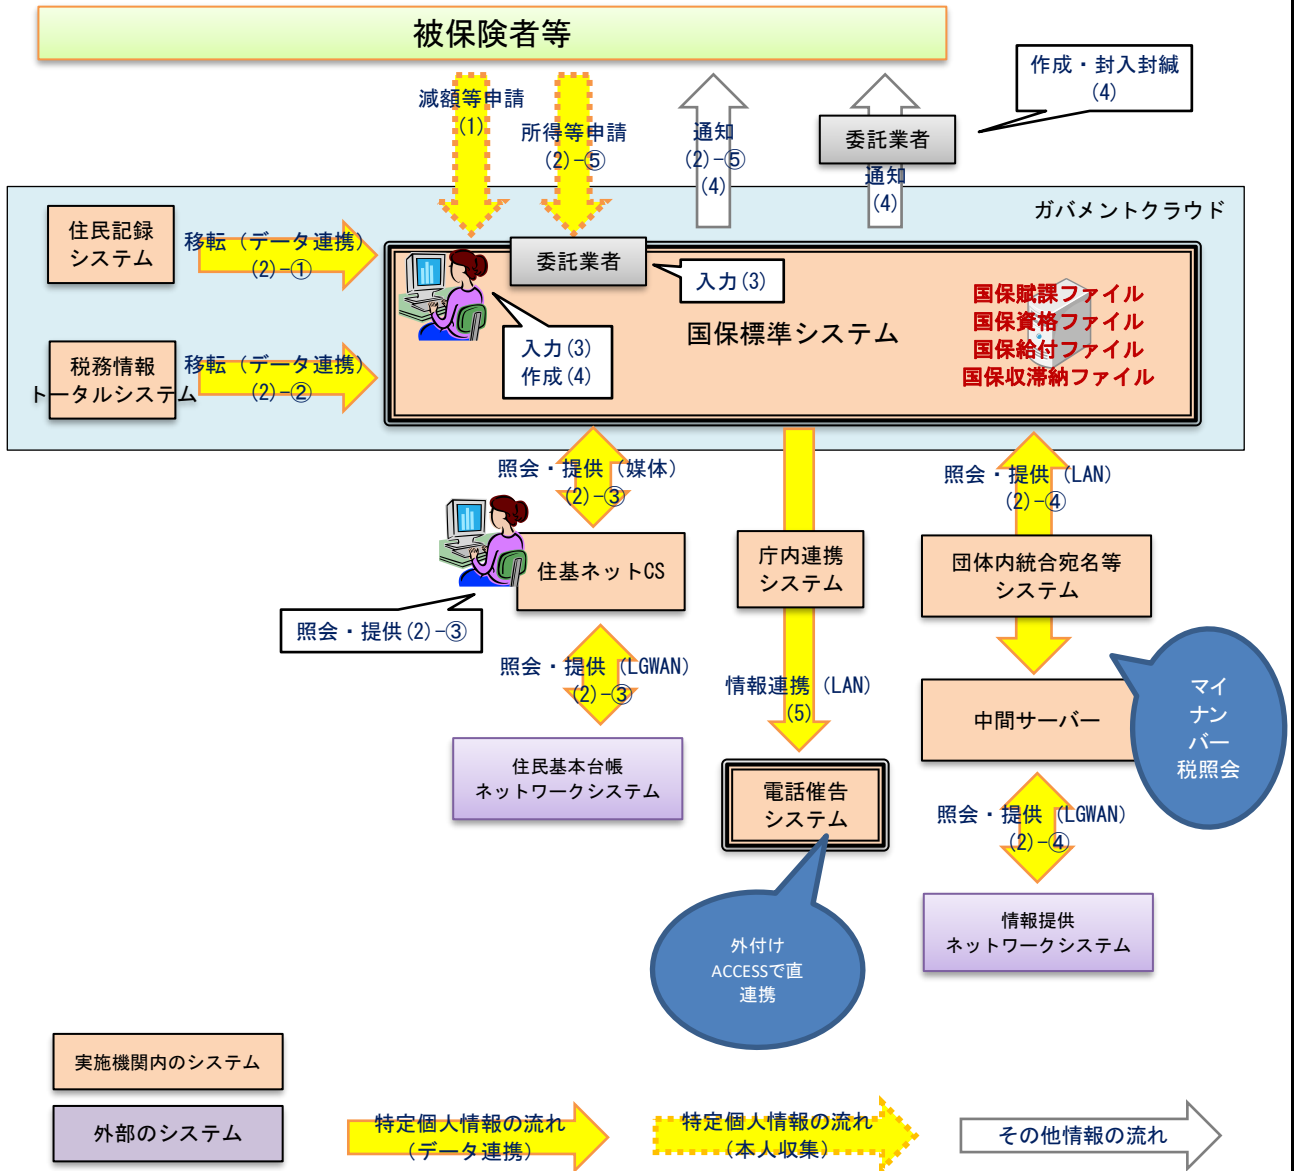 被保険者等
作成・封入封緘
(4)
減額等申請
(1)
所得等申請
(2)-⑤
通知
(2)-⑤
(4)
委託業者
通知
(4)
ガバメントクラウド
住民記録
システム
移転（データ連携）
(2)-①
委託業者
入力(3)
国保標準システム
入力(3)
作成(4)
国保賦課ファイル
国保資格ファイル
国保給付ファイル
国保収滞納ファイル
税務情報
トータルシステム
移転（データ連携）
(2)-②
照会・提供（媒体）
(2)-③
照会・提供（LAN）
(2)-④
住基ネットCS
照会・提供(2)-③
庁内連携
システム
団体内統合宛名等
システム
照会・提供（LGWAN）
(2)-③
情報連携（LAN）
(5)
中間サーバー
マイ
ナン
バー
税照会
住民基本台帳
ネットワークシステム
電話催告
システム
照会・提供（LGWAN）
(2)-④
外付け
ACCESSで直
連携
情報提供
ネットワークシステム
実施機関内のシステム
外部のシステム
特定個人情報の流れ
（データ連携）
特定個人情報の流れ
（本人収集）
その他情報の流れ